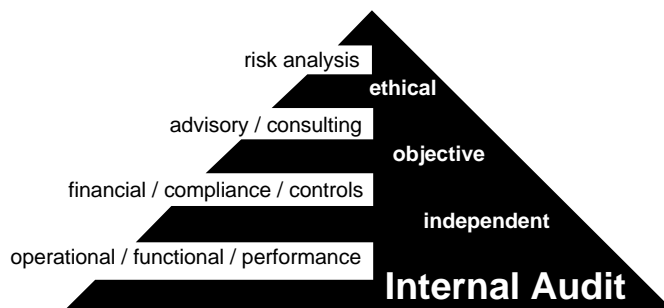 risk analysis
ethical
advisory / consulting
objective
financial / compliance / controls
independent
operational / functional / performance
Internal Audit